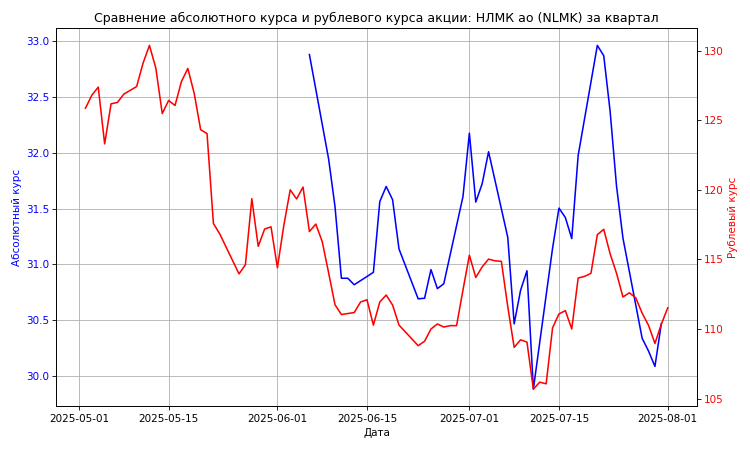 Сравнение абсолютного курса и рублевого курса акции: НЛМК ао (NLMK) за квартал
33.0
32.5
32.0
31.5
31.0
30.5
30.0
Абсолютный курс
130
125
120
115
110
105
Рублевый курс
2025-05-01 2025-05-15 2025-06-01 2025-06-15 2025-07-01 2025-07-15 2025-08-01
Дата